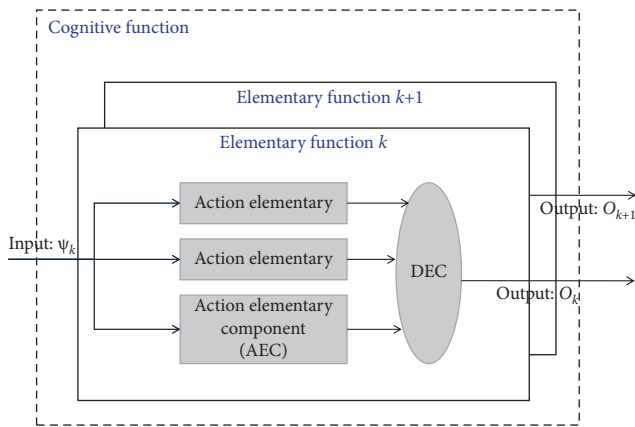 Cognitive function
Elementary function k+1
Elementary function k
Action elementary
Output: Oₖ₊₁
Input: ψₖ
Action elementary
DEC
Output: Oₖ
Action elementary
component
(AEC)